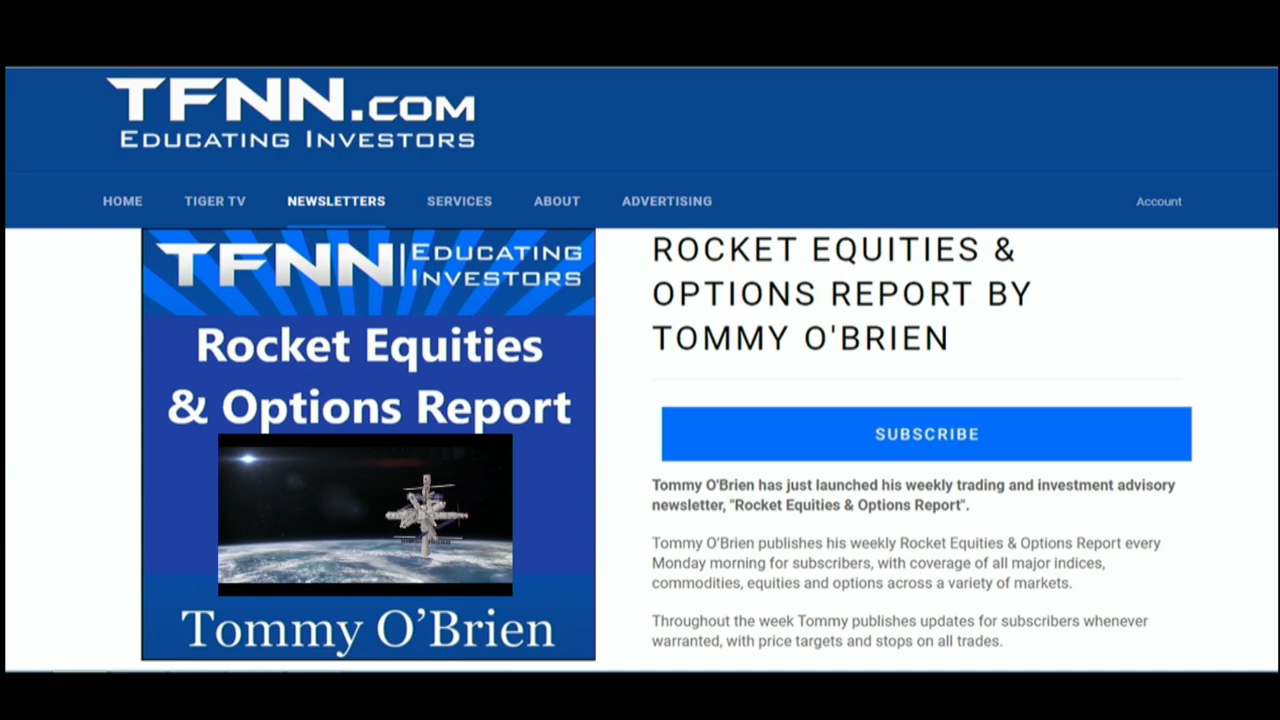 TFNN.COM
EDUCATING INVESTORS
HOME TIGER TV NEWSLETTERS SERVICES ABOUT ADVERTISING Account
TFNN EDUCATING
INVESTORS
Rocket Equities
& Options Report
Tommy O’Brien
ROCKET EQUITIES &
OPTIONS REPORT BY
TOMMY O'BRIEN
SUBSCRIBE
Tommy O'Brien has just launched his weekly trading and investment advisory
newsletter, "Rocket Equities & Options Report".
Tommy O'Brien publishes his weekly Rocket Equities & Options Report every
Monday morning for subscribers, with coverage of all major indices,
commodities, equities and options across a variety of markets.
Throughout the week Tommy publishes updates for subscribers whenever
warranted, with price targets and stops on all trades.